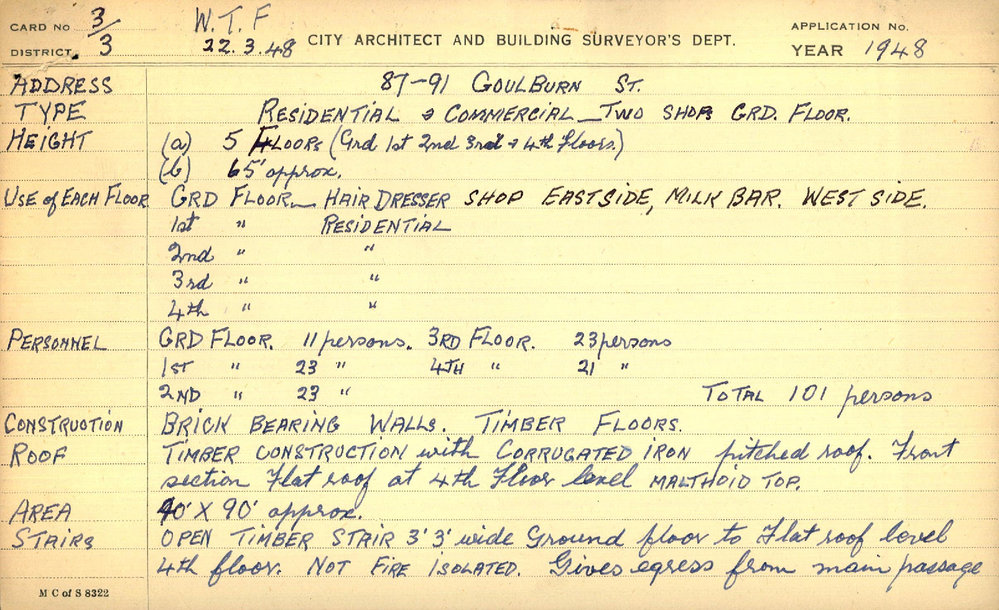 CARD No 3/3 W.T.F APPLICATION No.
DISTRICT 22.3.48 CITY ARCHITECT AND BUILDING SURVEYOR'S DEPT. YEAR 1948
ADDRESS 87-91 GOULBURN ST.
TYPE RESIDENTIAL & COMMERCIAL - TWO SHOPS GRD. FLOOR.
HEIGHT (a) 5 FLOORS (Grd 1st 2nd 3rd & 4th Floors.)
(b) 65' approx.
USE of EACH FLOOR GRD FLOOR - HAIR DRESSER SHOP EAST SIDE, MILK BAR. WEST SIDE.
1st " RESIDENTIAL
2nd " "
3rd " "
4th " "
PERSONNEL GRD FLOOR. 11 persons. 3RD FLOOR. 23 persons
1ST " 23 " 4TH " 21 "
2ND " 23 " TOTAL 101 persons
CONSTRUCTION BRICK BEARING WALLS. TIMBER FLOORS.
ROOF TIMBER CONSTRUCTION with CORRUGATED IRON pitched roof. Front
section Flat roof at 4th Floor level MALTHOID TOP.
AREA 40' X 90' approx.
STAIRS OPEN TIMBER STAIR 3' 3" wide Ground floor to Flat roof level
4th floor. NOT FIRE ISOLATED. Gives egress from main passage
M C of S 8322